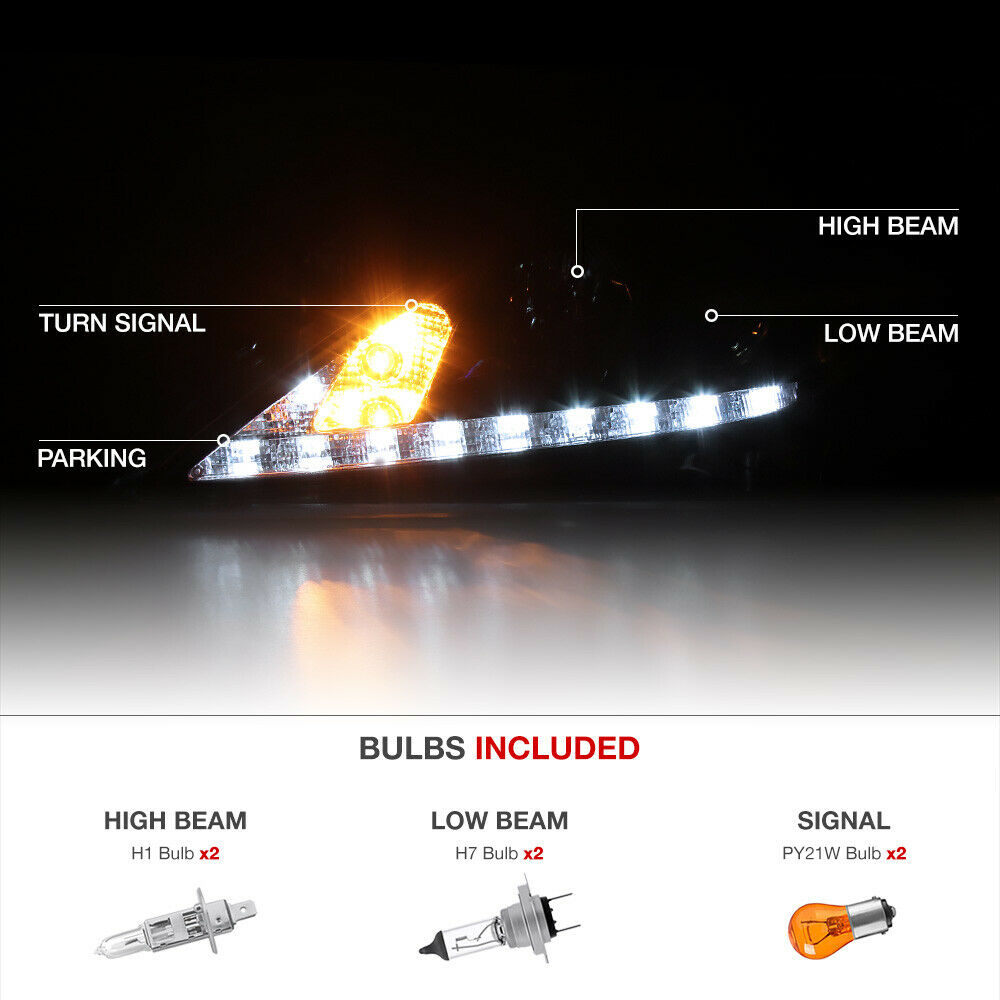 HIGH BEAM
TURN SIGNAL
LOW BEAM
PARKING
BULBS INCLUDED
HIGH BEAM
H1 Bulb x2
LOW BEAM
H7 Bulb x2
SIGNAL
PY21W Bulb x2